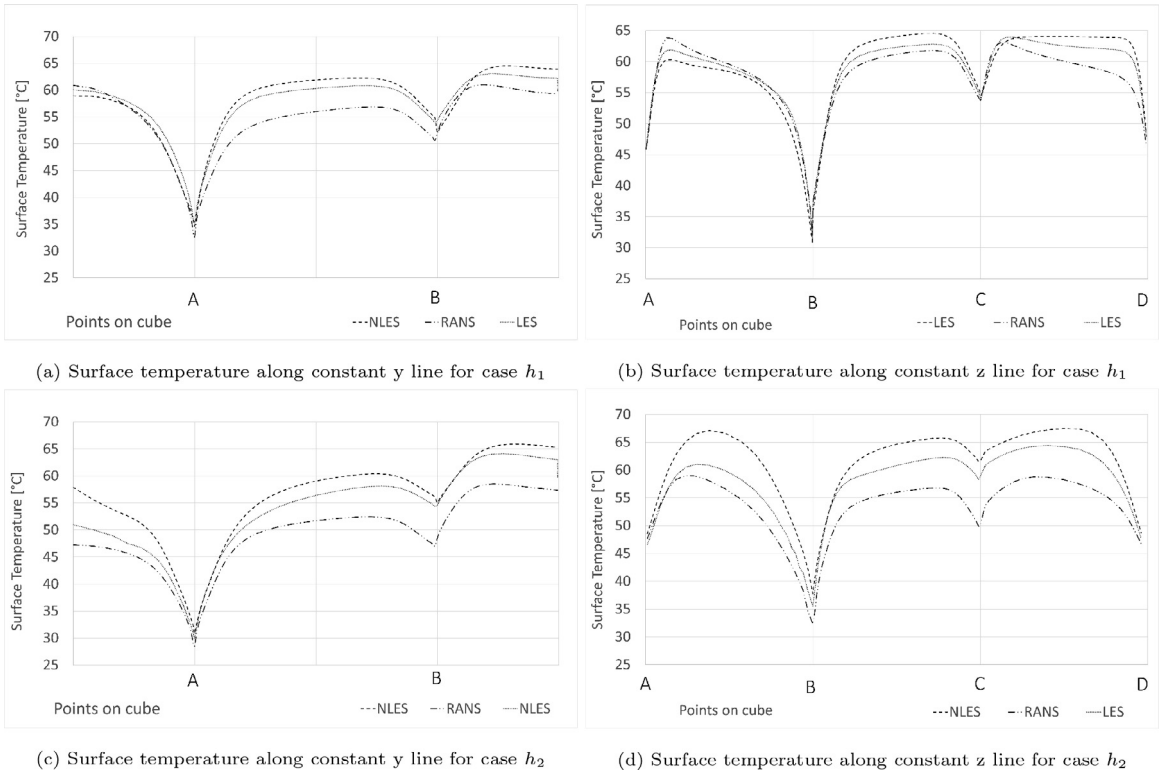 70
65
60
55
50
45
40
35
30
25
Surface Temperature [°C]
A
B
Points on cube
NLES
RANS
LES
(a) Surface temperature along constant y line for case h1
65
60
55
50
45
40
35
30
25
Surface Temperature [°C]
A
B
C
D
Points on cube
LES
RANS
LES
(b) Surface temperature along constant z line for case h1
70
65
60
55
50
45
40
35
30
25
Surface Temperature [°C]
A
B
Points on cube
NLES
RANS
NLES
(c) Surface temperature along constant y line for case h2
70
65
60
55
50
45
40
35
30
25
Surface Temperature [°C]
A
B
C
D
Points on cube
NLES
RANS
LES
(d) Surface temperature along constant z line for case h2